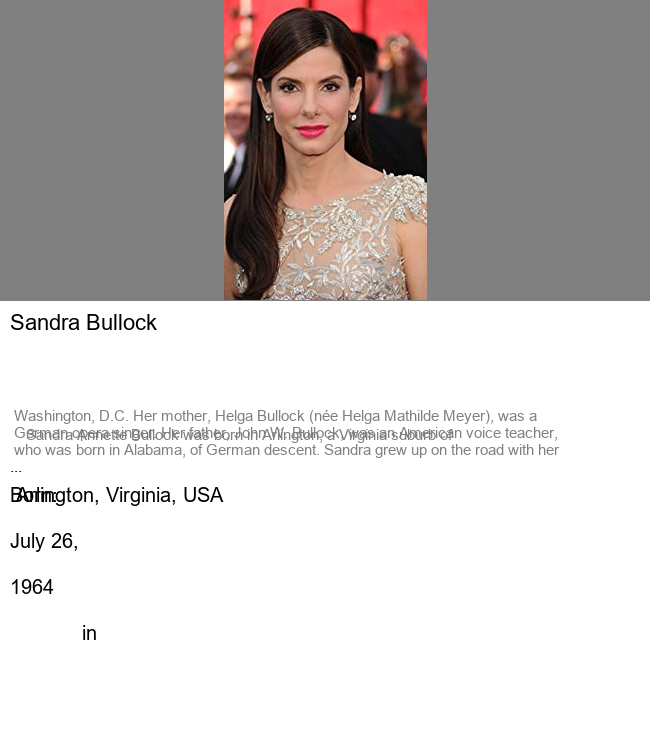 Sandra Bullock
Sandra Annette Bullock was born in Arlington, a Virginia suburb of
Washington, D.C. Her mother, Helga Bullock (née Helga Mathilde Meyer), was a
German opera singer. Her father, John W. Bullock, was an American voice teacher,
who was born in Alabama, of German descent. Sandra grew up on the road with her
...
Born:
Arlington, Virginia, USA
July 26,
1964
in